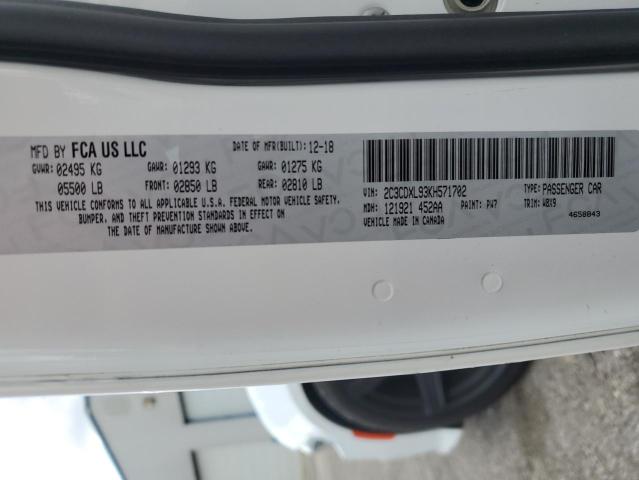 MFD BY FCA US LLC
DATE OF MFR(BUILT): 12-18
GVWR: 02495 KG
GAWR: 01293 KG
GAWR: 01275 KG
05500 LB
FRONT: 02850 LB
REAR: 02810 LB
THIS VEHICLE CONFORMS TO ALL APPLICABLE U.S.A. FEDERAL MOTOR VEHICLE SAFETY,
BUMPER, AND THEFT PREVENTION STANDARDS IN EFFECT ON
THE DATE OF MANUFACTURE SHOWN ABOVE.
VIN: 2C3CDXL93KH571702
TYPE: PASSENGER CAR
MDH: 121921 452AA
PAINT: PW7
TRIM: W8X9
VEHICLE MADE IN CANADA
4658843